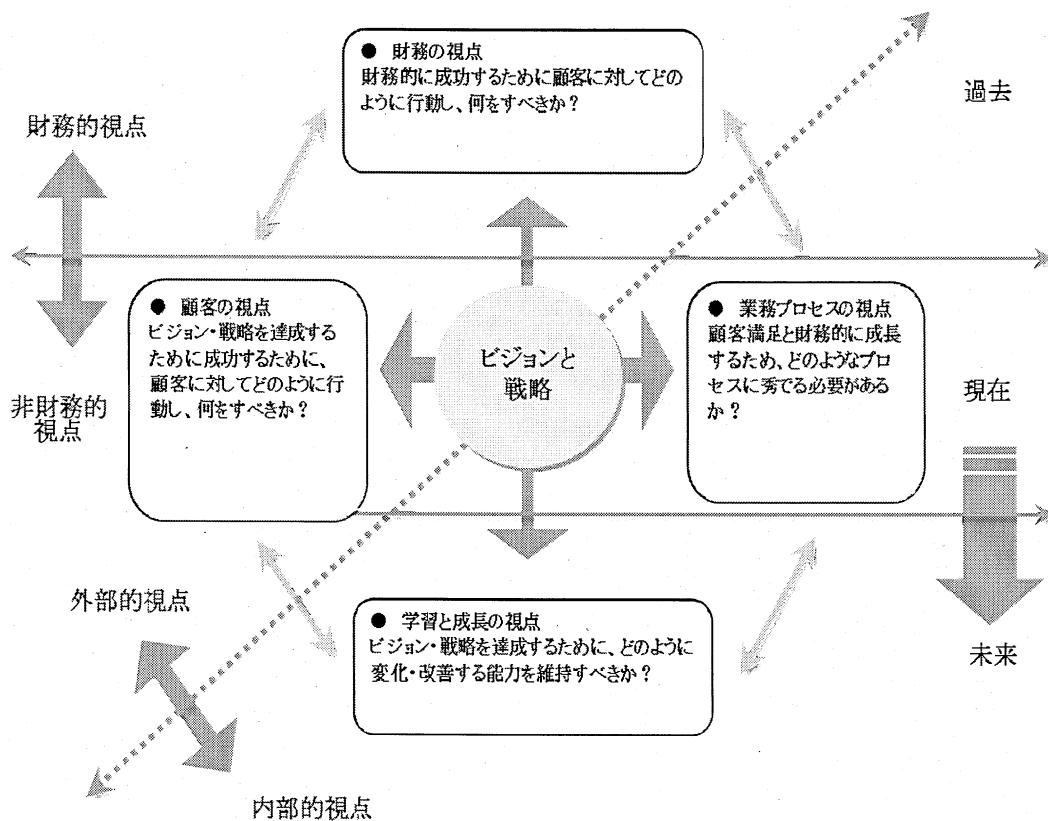 ● 財務の視点
財務的に成功するために顧客に対してどの
ように行動し、何をすべきか？
過去
財務的視点
● 顧客の視点
ビジョン・戦略を達成する
ために成功するために、
顧客に対してどのように行
動し、何をすべきか？
ビジョンと
戦略
● 業務プロセスの視点
顧客満足と財務的に成長
するため、どのようなプロ
セスに秀でる必要がある
か？
非財務的
視点
現在
外部的視点
● 学習と成長の視点
ビジョン・戦略を達成するために、どのように
変化・改善する能力を維持すべきか？
未来
内部的視点